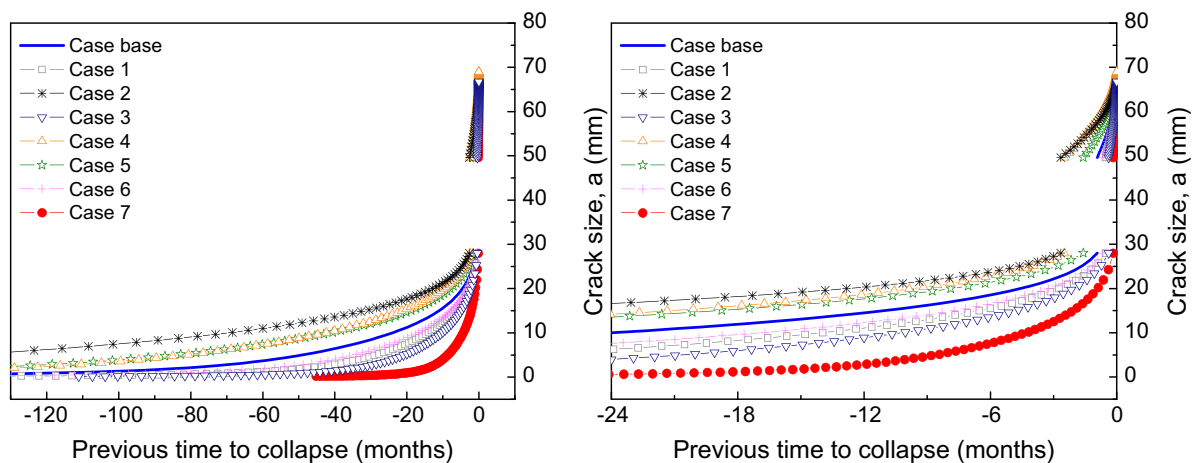 Case base
Case 1
Case 2
Case 3
Case 4
Case 5
Case 6
Case 7
80
70
60
50
40
30
20
10
0
Crack size, a (mm)
-120 -100 -80 -60 -40 -20 0
Previous time to collapse (months)
Case base
Case 1
Case 2
Case 3
Case 4
Case 5
Case 6
Case 7
80
70
60
50
40
30
20
10
0
Crack size, a (mm)
-24 -18 -12 -6 0
Previous time to collapse (months)